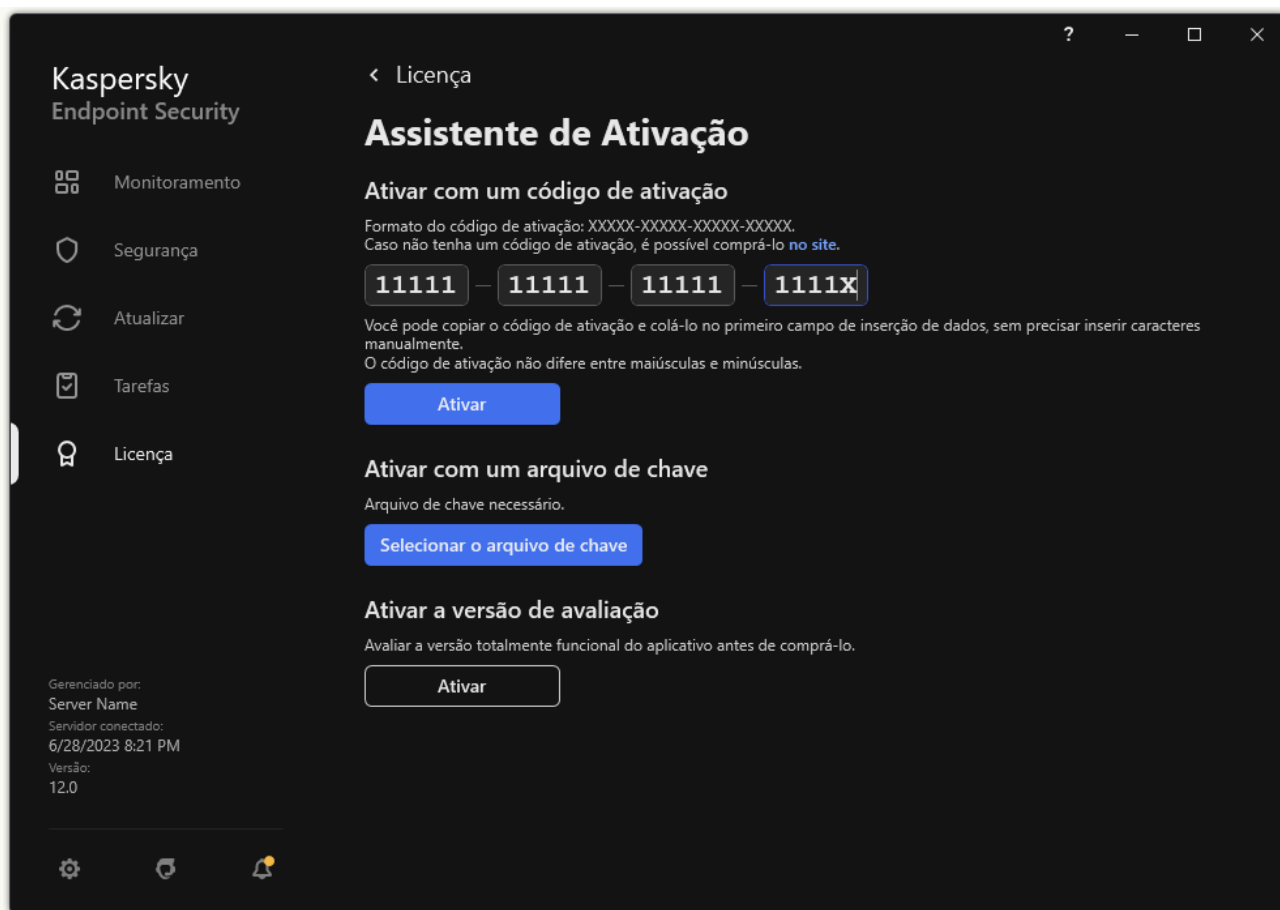 ?
Kaspersky
Endpoint Security
Monitoramento
Segurança
Atualizar
Tarefas
Licença
Gerenciado por:
Server Name
Servidor conectado:
6/28/2023 8:21 PM
Versão:
12.0
Licença
Assistente de Ativação
Ativar com um código de ativação
Formato do código de ativação: XXXXX-XXXXX-XXXXX-XXXXX.
Caso não tenha um código de ativação, é possível comprá-lo no site.
11111 — 11111 — 11111 — 1111x
Você pode copiar o código de ativação e colá-lo no primeiro campo de inserção de dados, sem precisar inserir caracteres
manualmente.
O código de ativação não difere entre maiúsculas e minúsculas.
Ativar
Ativar com um arquivo de chave
Arquivo de chave necessário.
Selecionar o arquivo de chave
Ativar a versão de avaliação
Avaliar a versão totalmente funcional do aplicativo antes de comprá-lo.
Ativar